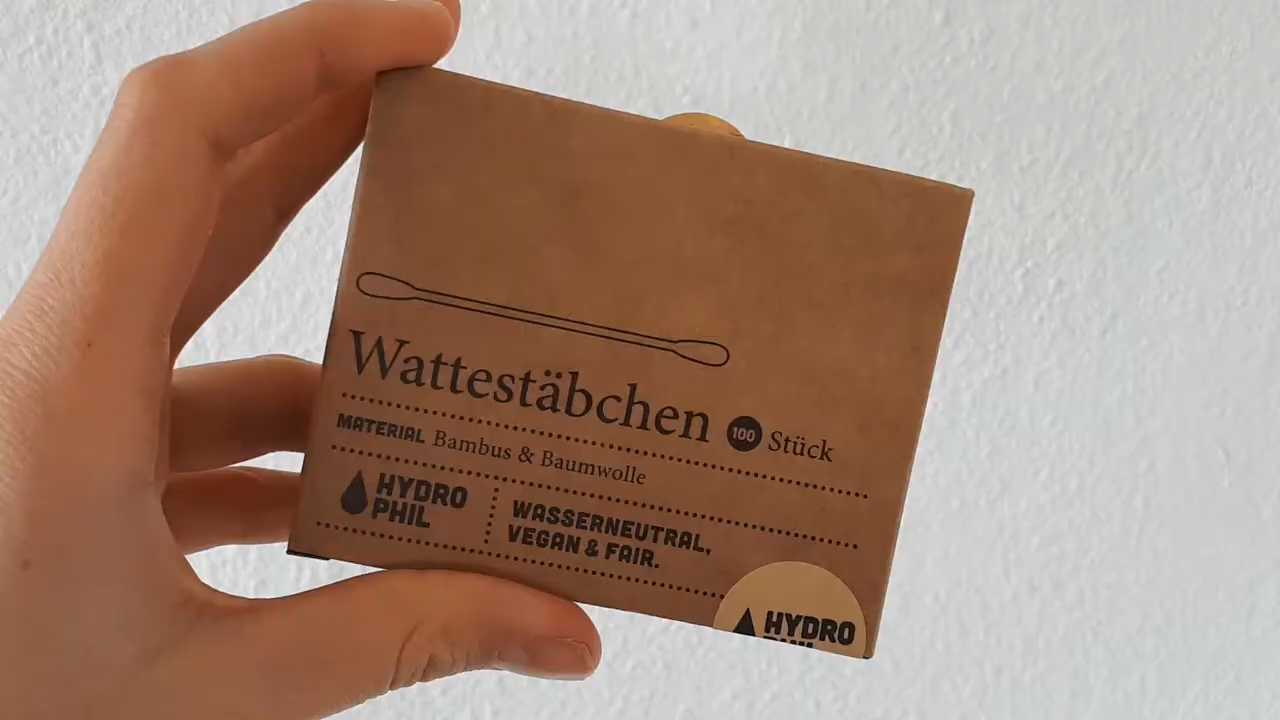 Wattestäbchen 100 Stück
MATERIAL Bambus & Baumwolle
HYDRO
PHIL
WASSERNEUTRAL,
VEGAN & FAIR.
HYDRO